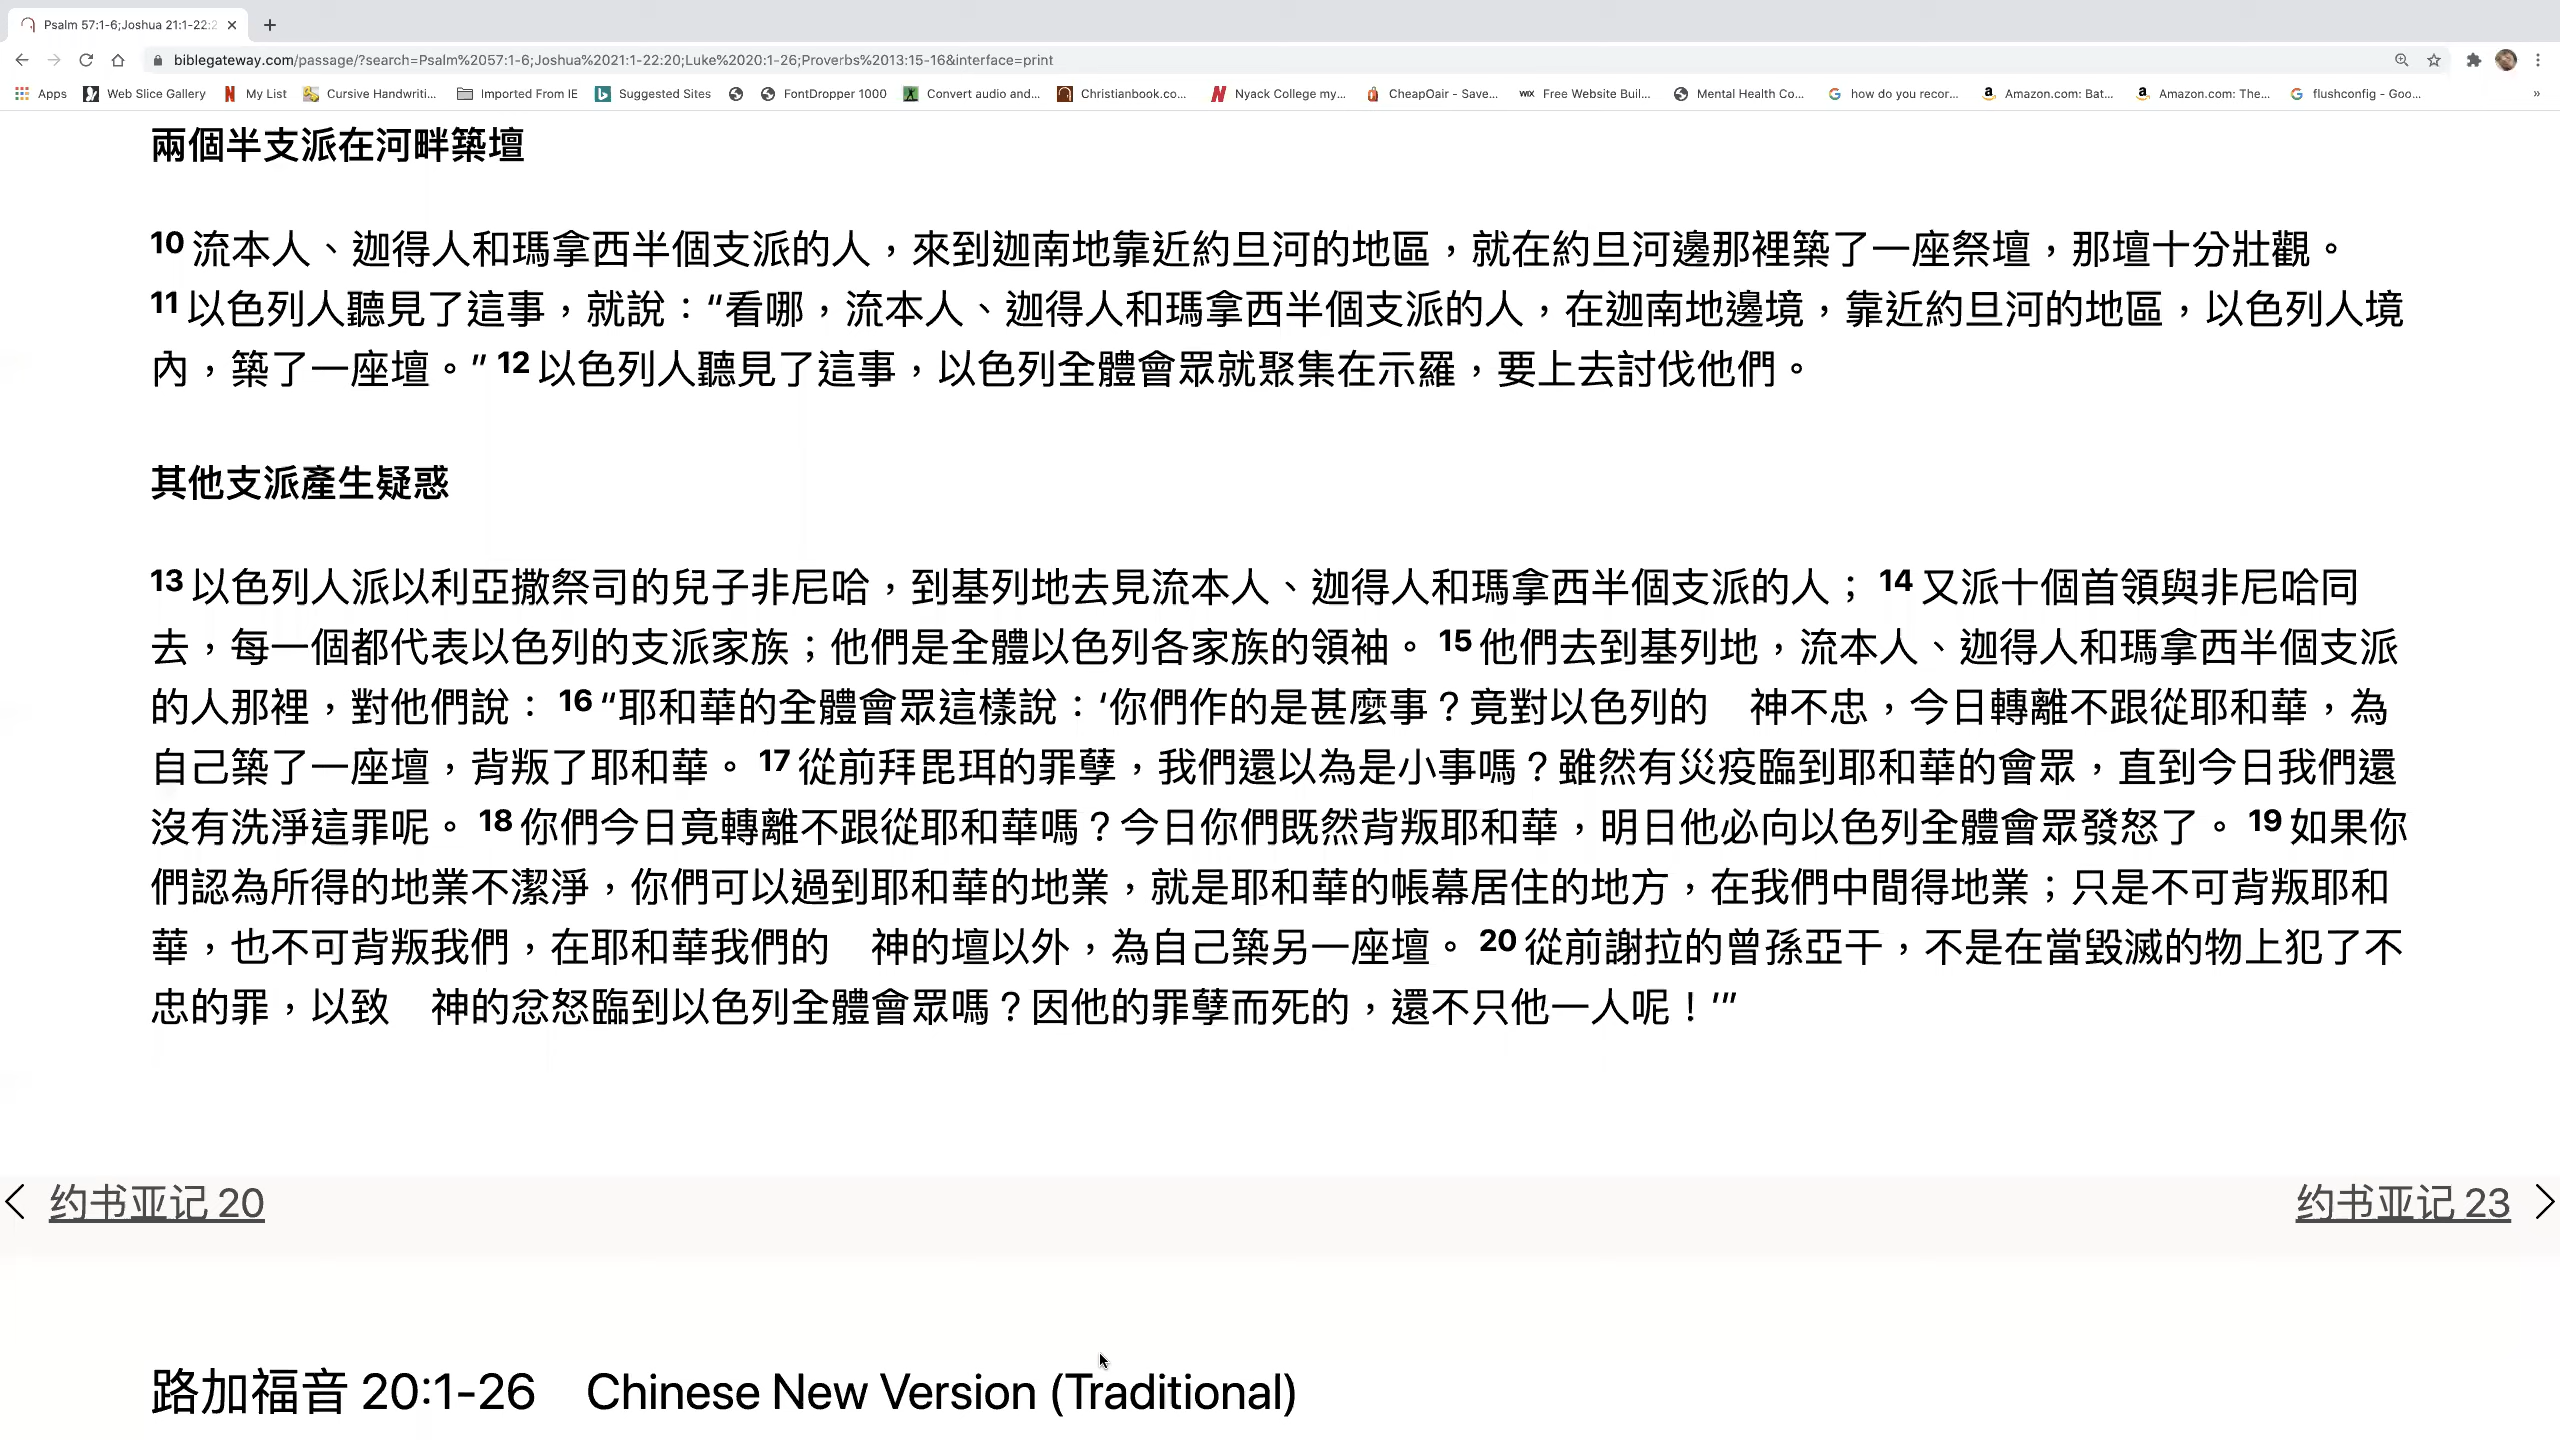 Psalm 57:1-6;Joshua 21:1-22:2
biblegateway.com/passage/?search=Psalm%2057:1-6;Joshua%2021:1-22:20;Luke%2020:1-26;Proverbs%2013:15-16&interface=print
Apps Web Slice Gallery My List Cursive Handwriti... Imported From IE Suggested Sites FontDropper 1000 Convert audio and... Christianbook.co... Nyack College my... CheapOair - Save... Free Website Buil... Mental Health Co... how do you recor... Amazon.com: Bat... Amazon.com: The... flushconfig - Goo... »
兩個半支派在河畔築壇
10 流本人、迦得人和瑪拿西半個支派的人，來到迦南地靠近約旦河的地區，就在約旦河邊那裡築了一座祭壇，那壇十分壯觀。
11 以色列人聽見了這事，就說：“看哪，流本人、迦得人和瑪拿西半個支派的人，在迦南地邊境，靠近約旦河的地區，以色列人境
內，築了一座壇。” 12 以色列人聽見了這事，以色列全體會眾就聚集在示羅，要上去討伐他們。
其他支派產生疑惑
13 以色列人派以利亞撒祭司的兒子非尼哈，到基列地去見流本人、迦得人和瑪拿西半個支派的人； 14 又派十個首領與非尼哈同
去，每一個都代表以色列的支派家族；他們是全體以色列各家族的領袖。 15 他們去到基列地，流本人、迦得人和瑪拿西半個支派
的人那裡，對他們說： 16 “耶和華的全體會眾這樣說：‘你們作的是甚麼事？竟對以色列的　神不忠，今日轉離不跟從耶和華，為
自己築了一座壇，背叛了耶和華。 17 從前拜毘珥的罪孽，我們還以為是小事嗎？雖然有災疫臨到耶和華的會眾，直到今日我們還
沒有洗淨這罪呢。 18 你們今日竟轉離不跟從耶和華嗎？今日你們既然背叛耶和華，明日他必向以色列全體會眾發怒了。 19 如果你
們認為所得的地業不潔淨，你們可以過到耶和華的地業，就是耶和華的帳幕居住的地方，在我們中間得地業；只是不可背叛耶和
華，也不可背叛我們，在耶和華我們的　神的壇以外，為自己築另一座壇。 20 從前謝拉的曾孫亞干，不是在當毀滅的物上犯了不
忠的罪，以致　神的忿怒臨到以色列全體會眾嗎？因他的罪孽而死的，還不只他一人呢！’”
约书亚记 20
约书亚记 23
路加福音 20:1-26 Chinese New Version (Traditional)